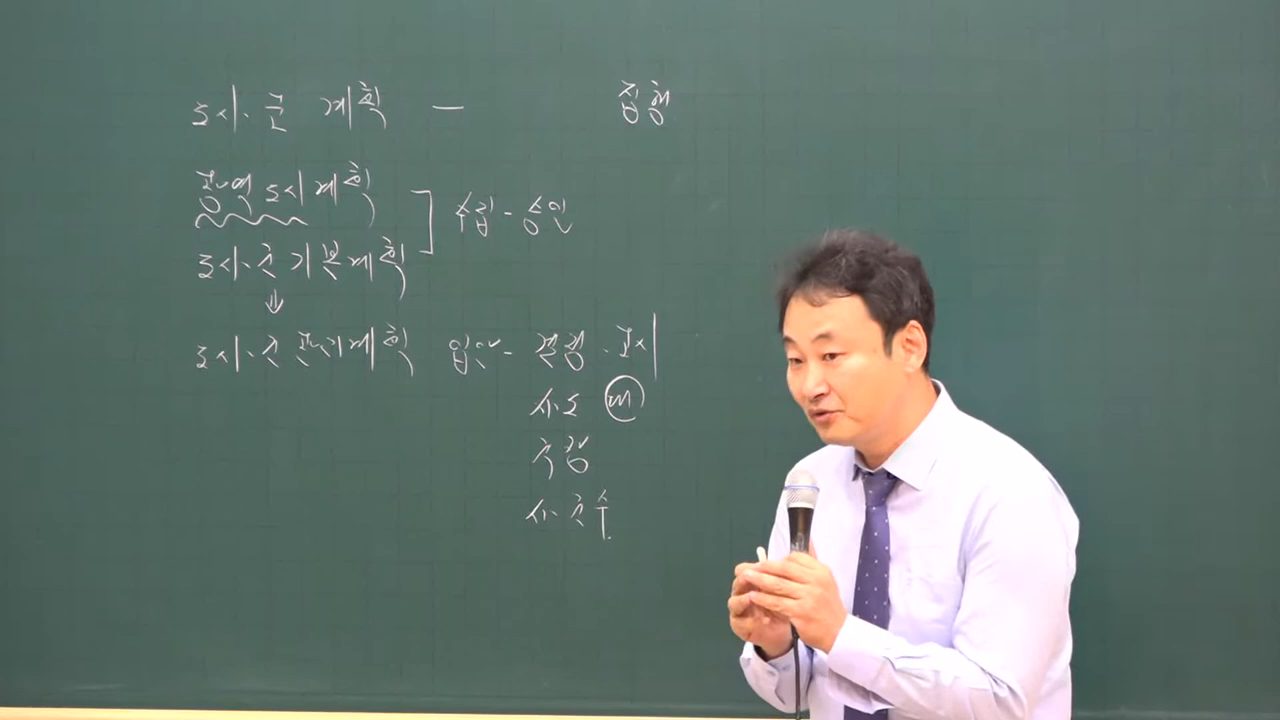 도시·군 계획 — 집행
광역도시계획
수립 - 승인
도시·군기본계획
↓
도시·군관리계획 입안 - 결정·고시
시·도 대
국장
시·군수